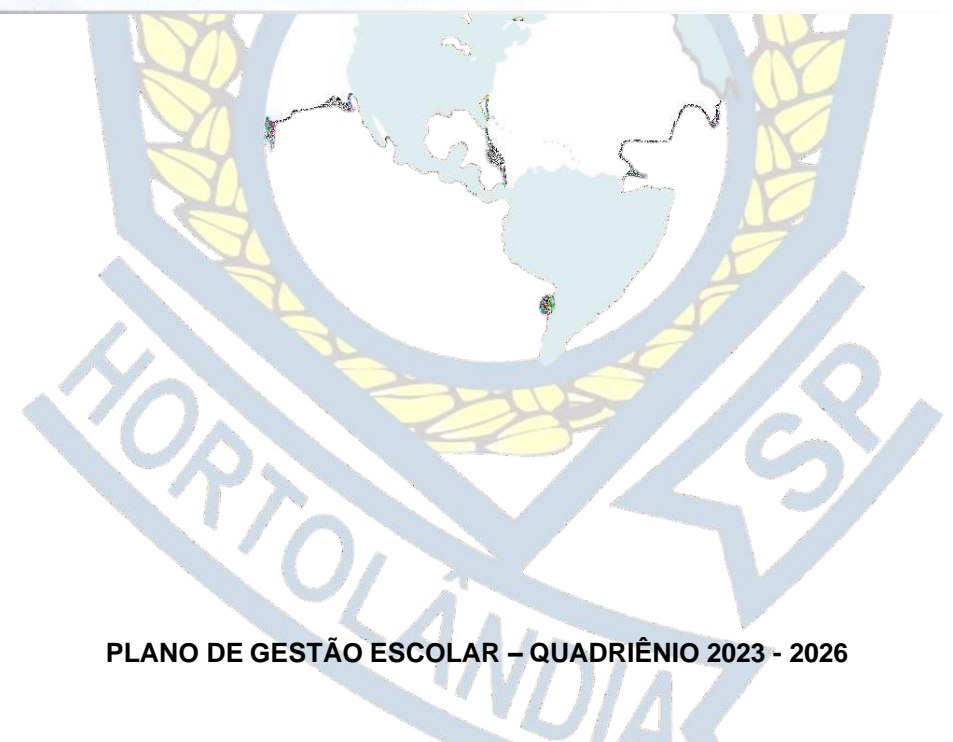 HORTOLÂNDIA
SP
PLANO DE GESTÃO ESCOLAR – QUADRIÊNIO 2023 - 2026